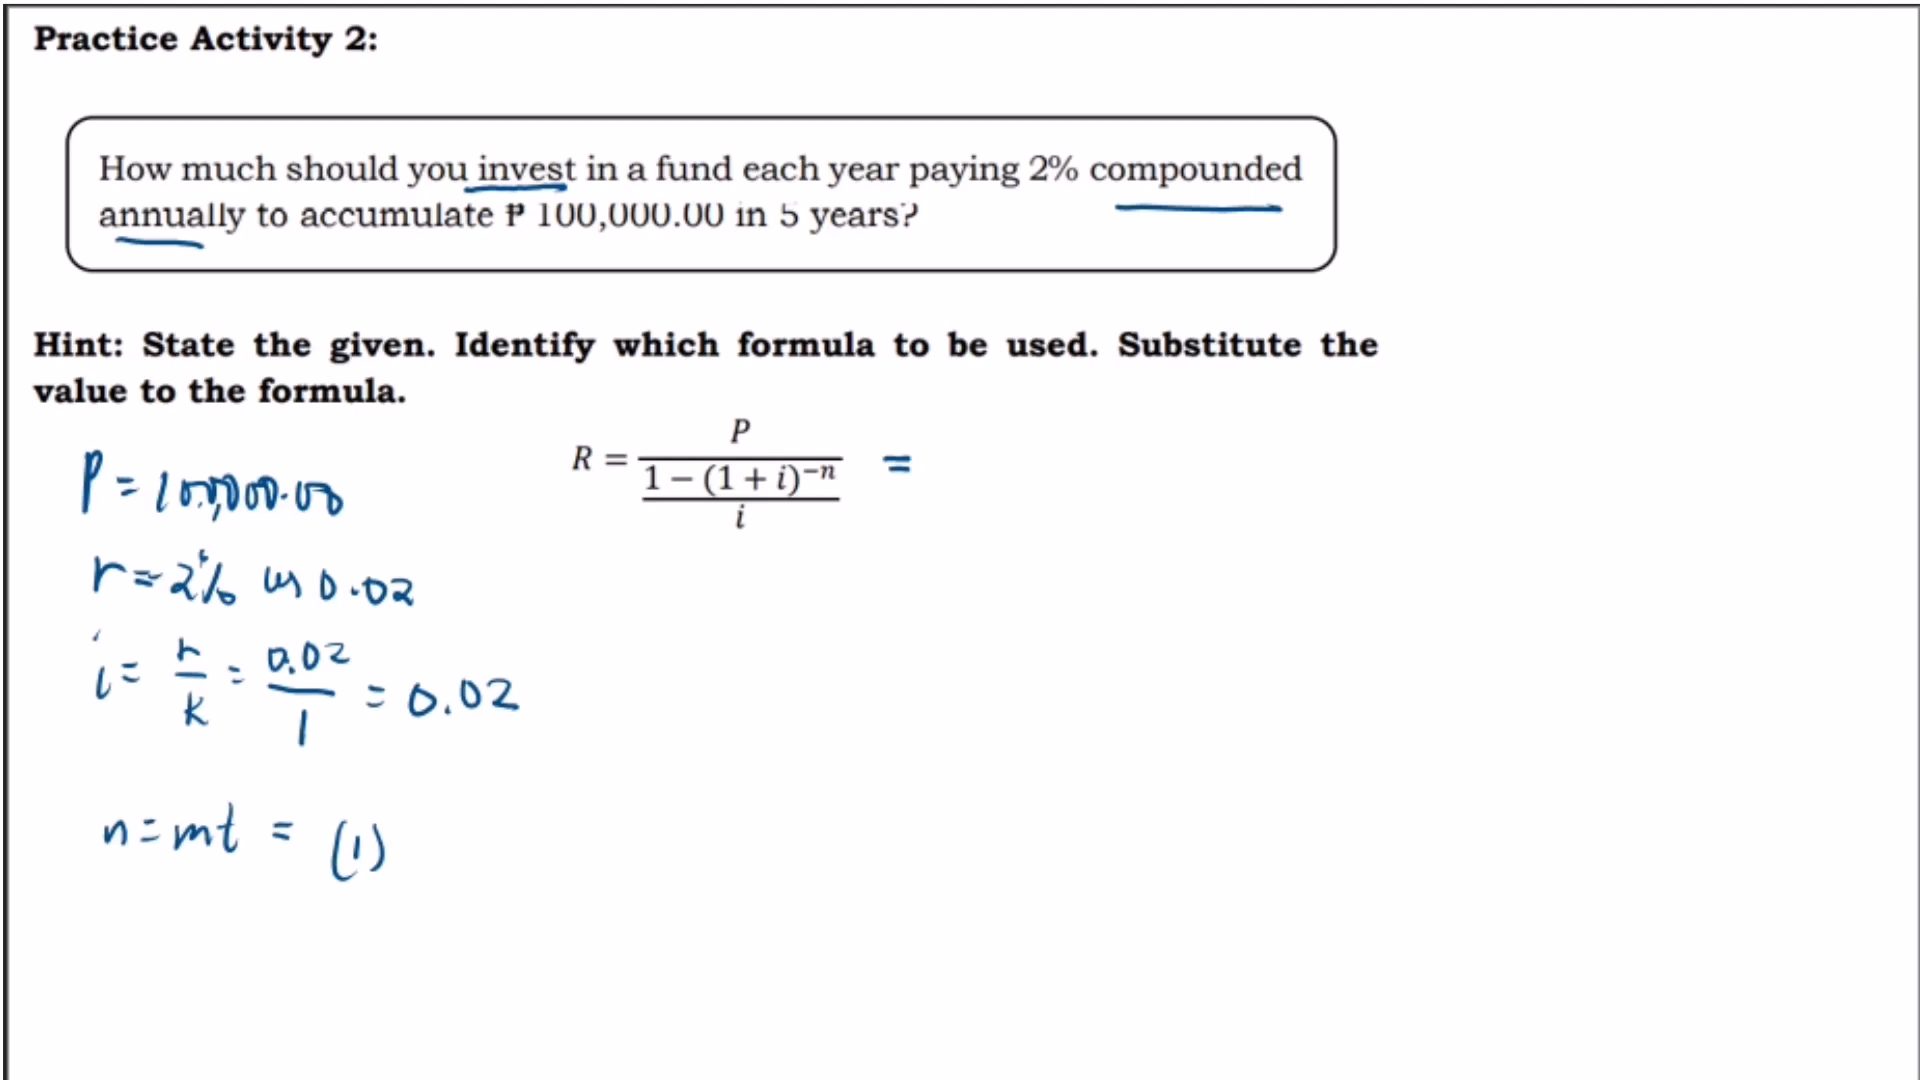 Practice Activity 2:
How much should you invest in a fund each year paying 2% compounded
annually to accumulate ₱ 100,000.00 in 5 years?
Hint: State the given. Identify which formula to be used. Substitute the
value to the formula.
R = P / ((1 − (1 + i)⁻ⁿ) / i) =
P = 100,000.00
r = 2% 0.02
i = r/k = 0.02/1 = 0.02
n = mt = (1)